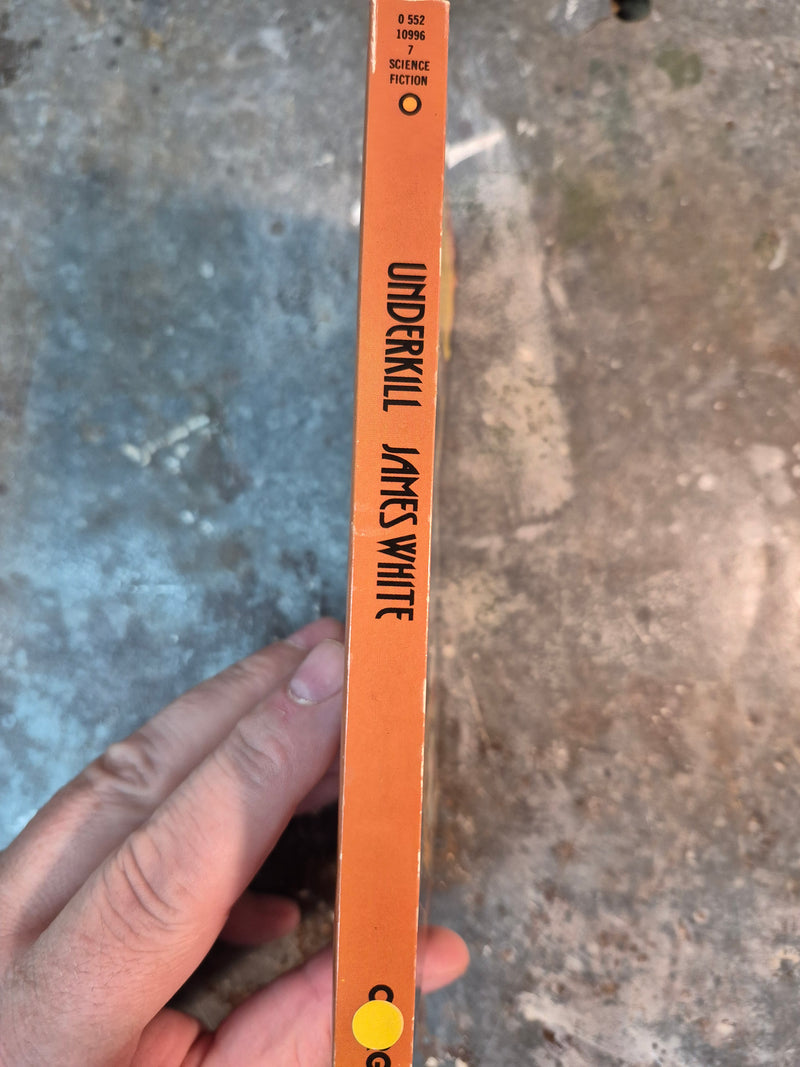 0 552
10996
7
SCIENCE
FICTION
UNDERKILL JAMES WHITE